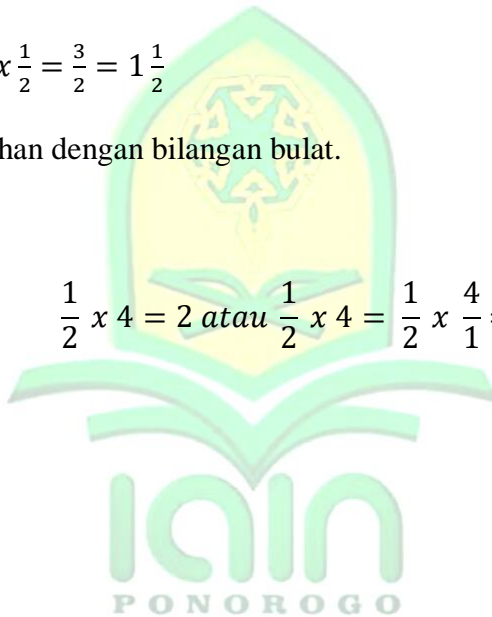 x 1/2 = 3/2 = 1 1/2
han dengan bilangan bulat.
1/2 x 4 = 2 atau 1/2 x 4 = 1/2 x 4/1 =
iain
PONOROGO